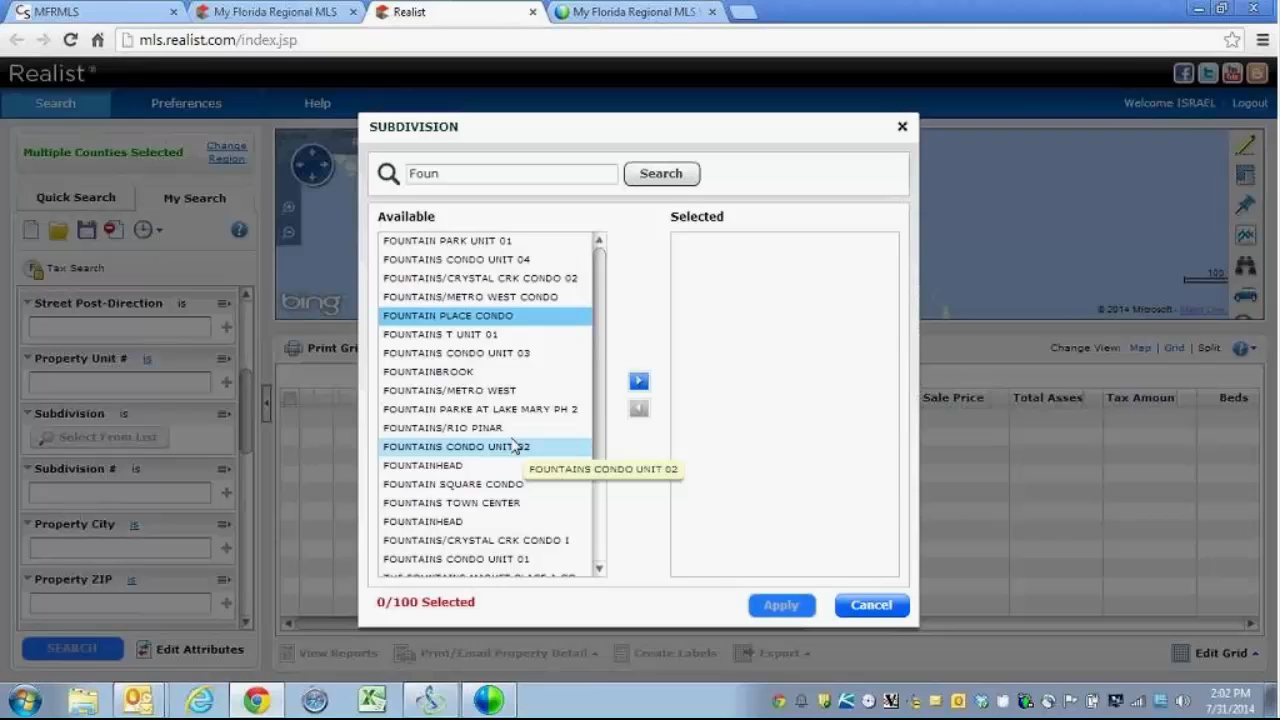 MFRMLS
My Florida Regional MLS
Realist
My Florida Regional MLS
mls.realist.com/index.jsp
Realist®
Search Preferences Help Welcome ISRAEL Logout
Multiple Counties Selected
Change
Region
Quick Search My Search
Tax Search
Street Post-Direction is
Property Unit # is
Subdivision is
Select From List
Subdivision # is
Property City is
Property ZIP is
SEARCH Edit Attributes
SUBDIVISION
Foun
Search
Available
Selected
FOUNTAIN PARK UNIT 01
FOUNTAINS CONDO UNIT 04
FOUNTAINS/CRYSTAL CRK CONDO 02
FOUNTAINS/METRO WEST CONDO
FOUNTAIN PLACE CONDO
FOUNTAINS T UNIT 01
FOUNTAINS CONDO UNIT 03
FOUNTAINBROOK
FOUNTAINS/METRO WEST
FOUNTAIN PARKE AT LAKE MARY PH 2
FOUNTAINS/RIO PINAR
FOUNTAINS CONDO UNIT 02
FOUNTAINS CONDO UNIT 02
FOUNTAINHEAD
FOUNTAIN SQUARE CONDO
FOUNTAINS TOWN CENTER
FOUNTAINHEAD
FOUNTAINS/CRYSTAL CRK CONDO I
FOUNTAINS CONDO UNIT 01
0/100 Selected
Apply
Cancel
bing
100
© 2014 Microsoft
Print Gri
Change View: Map | Grid | Split
Sale Price Total Asses Tax Amoun Beds
View Reports Print/Email Property Detail Create Labels Export Edit Grid
2:02 PM
7/31/2014